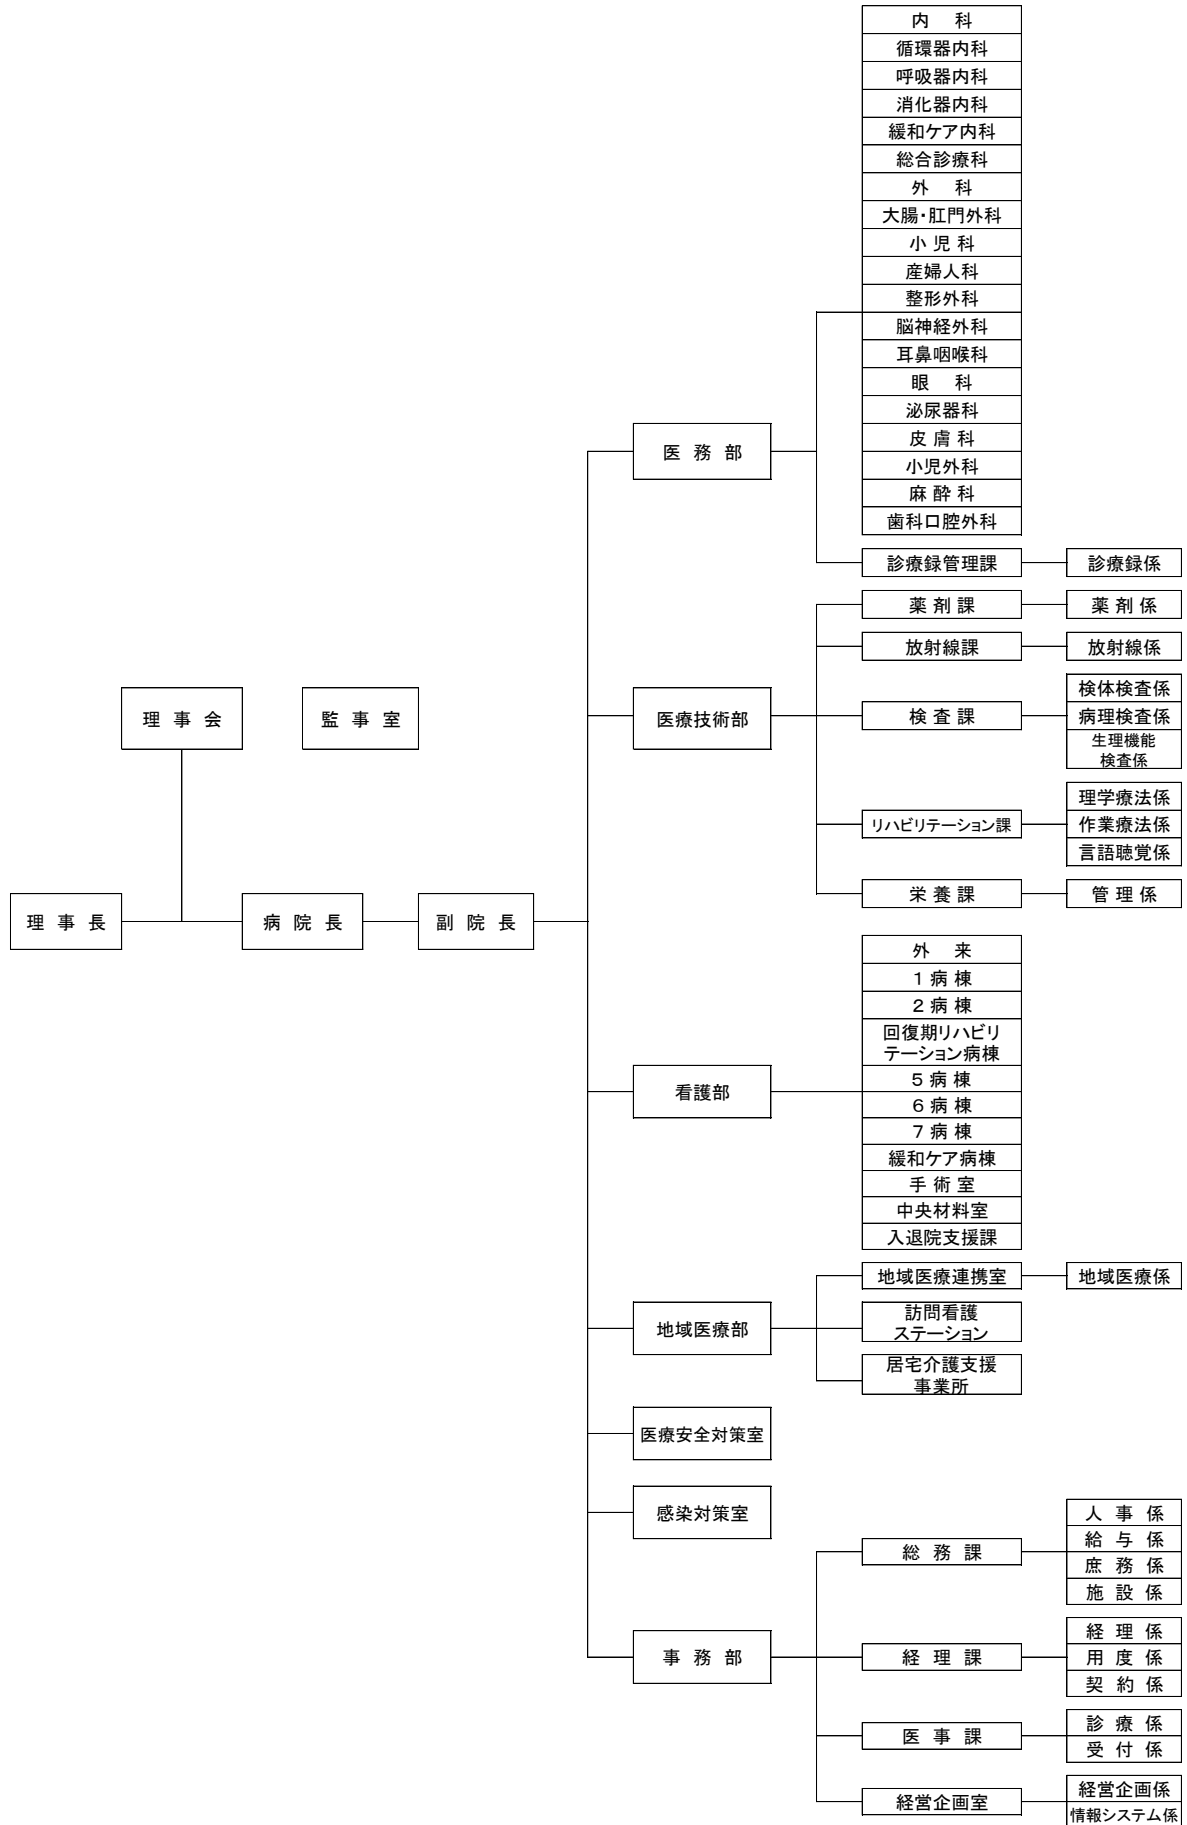 内 科
循環器内科
呼吸器内科
消化器内科
緩和ケア内科
総合診療科
外 科
大腸・肛門外科
小児科
産婦人科
整形外科
脳神経外科
耳鼻咽喉科
眼 科
泌尿器科
皮膚科
小児外科
麻酔科
歯科口腔外科
医務部
診療録管理課
診療録係
薬剤課
薬剤係
放射線課
放射線係
理事会
監事室
医療技術部
検査課
検体検査係
病理検査係
生理機能
検査係
リハビリテーション課
理学療法係
作業療法係
言語聴覚係
栄養課
管理係
理事長
病院長
副院長
看護部
外 来
1病棟
2病棟
回復期リハビリ
テーション病棟
5病棟
6病棟
7病棟
緩和ケア病棟
手術室
中央材料室
入退院支援課
地域医療部
地域医療連携室
地域医療係
訪問看護
ステーション
居宅介護支援
事業所
医療安全対策室
感染対策室
事務部
総務課
人事係
給与係
庶務係
施設係
経理課
経理係
用度係
契約係
医事課
診療係
受付係
経営企画室
経営企画係
情報システム係